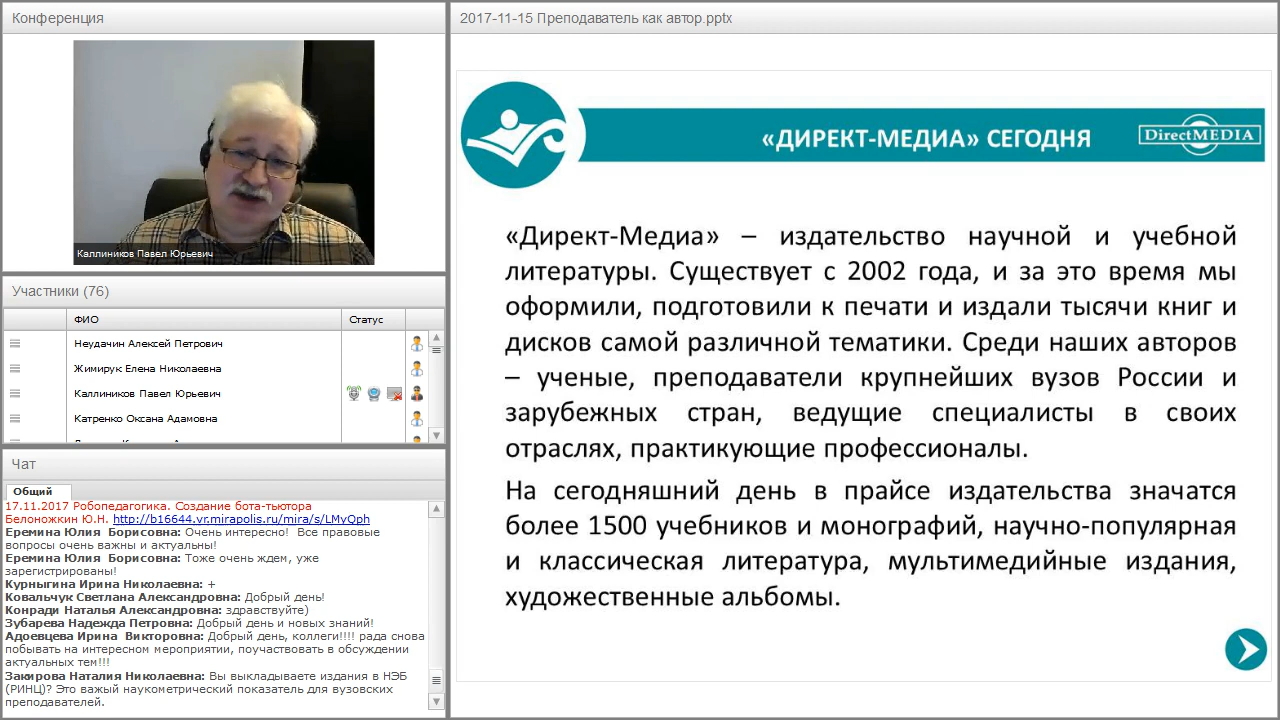 Конференция
Каллиников Павел Юрьевич
Участники (76)
ФИО Статус
Неудачин Алексей Петрович
Жимирук Елена Николаевна
Каллиников Павел Юрьевич
Катренко Оксана Адамовна
Чат
Общий
17.11.2017 Робопедагогика. Создание бота-тьютора
Белоножкин Ю.Н. http://b16644.vr.mirapolis.ru/mira/s/LMvQph
Еремина Юлия Борисовна: Очень интересно! Все правовые
вопросы очень важны и актуальны!
Еремина Юлия Борисовна: Тоже очень ждем, уже
зарегистрированы!
Курныгина Ирина Николаевна: +
Ковальчук Светлана Александровна: Добрый день!
Конради Наталья Александровна: здравствуйте)
Зубарева Надежда Петровна: Добрый день и новых знаний!
Адоевцева Ирина Викторовна: Добрый день, коллеги!!!! рада снова
побывать на интересном мероприятии, поучаствовать в обсуждении
актуальных тем!!!
Закирова Наталия Николаевна: Вы выкладываете издания в НЭБ
(РИНЦ)? Это важый наукометрический показатель для вузовских
преподавателей.
2017-11-15 Преподаватель как автор.pptx
«ДИРЕКТ-МЕДИА» СЕГОДНЯ
DirectMEDIA
«Директ-Медиа» – издательство научной и учебной
литературы. Существует с 2002 года, и за это время мы
оформили, подготовили к печати и издали тысячи книг и
дисков самой различной тематики. Среди наших авторов
– ученые, преподаватели крупнейших вузов России и
зарубежных стран, ведущие специалисты в своих
отраслях, практикующие профессионалы.
На сегодняшний день в прайсе издательства значатся
более 1500 учебников и монографий, научно-популярная
и классическая литература, мультимедийные издания,
художественные альбомы.